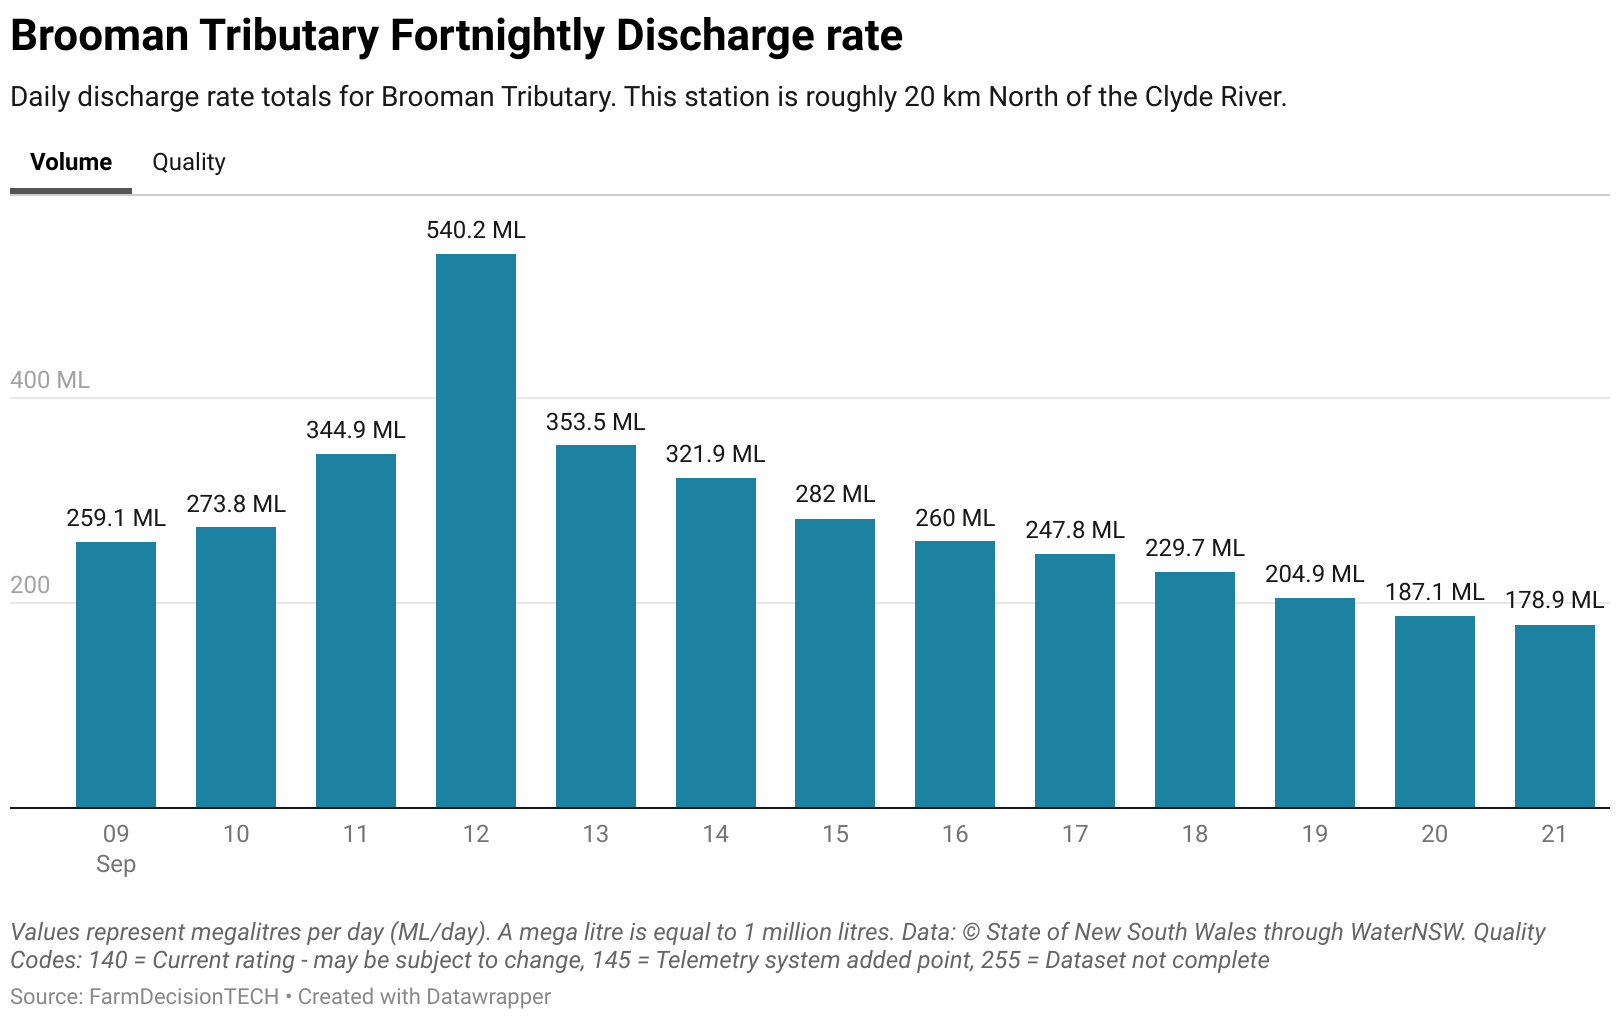 Brooman Tributary Fortnightly Discharge rate
Daily discharge rate totals for Brooman Tributary. This station is roughly 20 km North of the Clyde River.
Volume Quality
540.2 ML
400 ML
353.5 ML
344.9 ML
321.9 ML
282 ML
273.8 ML
259.1 ML
260 ML
247.8 ML
229.7 ML
204.9 ML
200
187.1 ML
178.9 ML
09 10 11 12 13 14 15 16 17 18 19 20 21
Sep
Values represent megalitres per day (ML/day). A mega litre is equal to 1 million litres. Data: © State of New South Wales through WaterNSW. Quality
Codes: 140 = Current rating - may be subject to change, 145 = Telemetry system added point, 255 = Dataset not complete
Source: FarmDecisionTECH • Created with Datawrapper